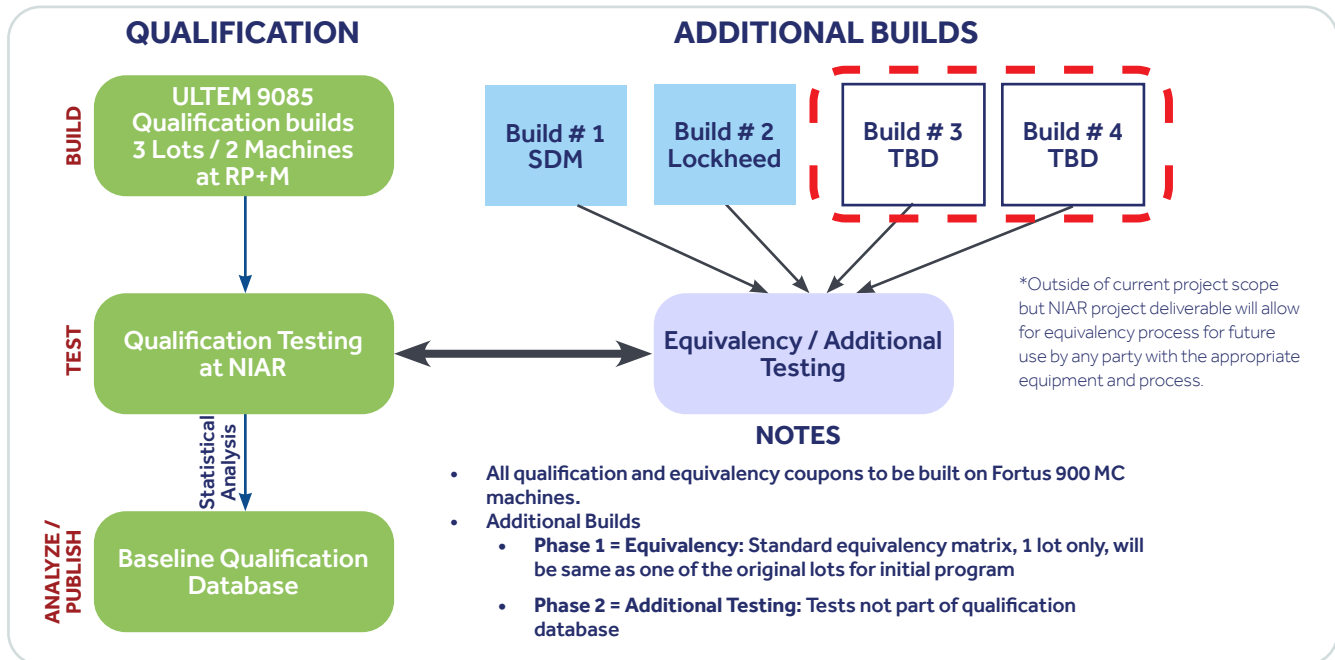 QUALIFICATION
BUILD
ULTEM 9085
Qualification builds
3 Lots / 2 Machines
at RP+M
TEST
Qualification Testing
at NIAR
Statistical
Analysis
ANALYZE /
PUBLISH
Baseline Qualification
Database
ADDITIONAL BUILDS
Build # 1
SDM
Build # 2
Lockheed
Build # 3
TBD
Build # 4
TBD
Equivalency / Additional
Testing
*Outside of current project scope
but NIAR project deliverable will allow
for equivalency process for future
use by any party with the appropriate
equipment and process.
NOTES
• All qualification and equivalency coupons to be built on Fortus 900 MC
machines.
• Additional Builds
• Phase 1 = Equivalency: Standard equivalency matrix, 1 lot only, will
be same as one of the original lots for initial program
• Phase 2 = Additional Testing: Tests not part of qualification
database